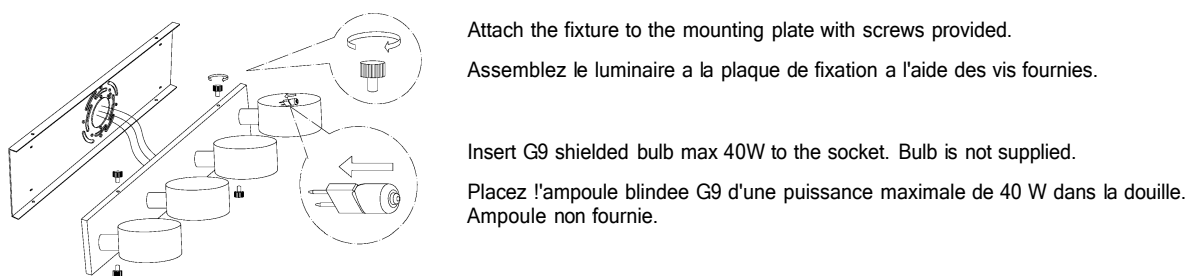 Attach the fixture to the mounting plate with screws provided.
Assemblez le luminaire a la plaque de fixation a l'aide des vis fournies.
Insert G9 shielded bulb max 40W to the socket. Bulb is not supplied.
Placez !'ampoule blindee G9 d'une puissance maximale de 40 W dans la douille.
Ampoule non fournie.